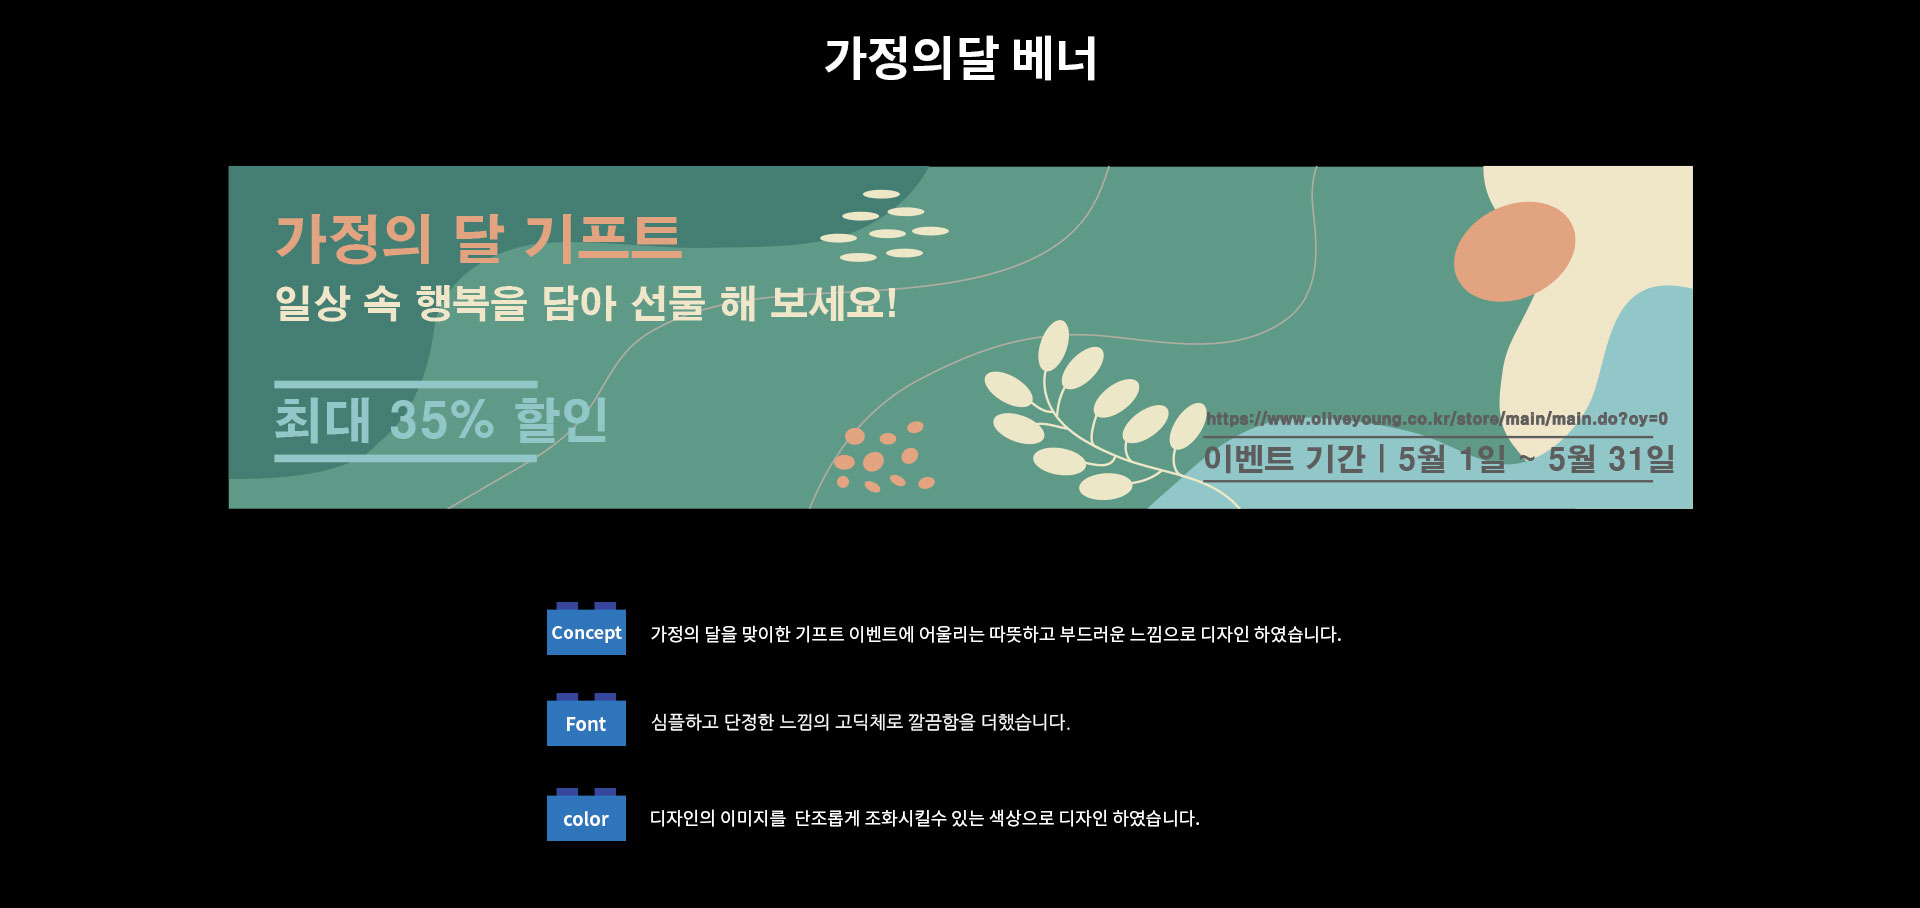 가정의달 베너
가정의 달 기프트
일상 속 행복을 담아 선물 해 보세요!
최대 35% 할인
https://www.oliveyoung.co.kr/store/main/main.do?oy=0
이벤트 기간 | 5월 1일 ~ 5월 31일
Concept
가정의 달을 맞이한 기프트 이벤트에 어울리는 따뜻하고 부드러운 느낌으로 디자인 하였습니다.
Font
심플하고 단정한 느낌의 고딕체로 깔끔함을 더했습니다.
color
디자인의 이미지를 단조롭게 조화시킬수 있는 색상으로 디자인 하였습니다.